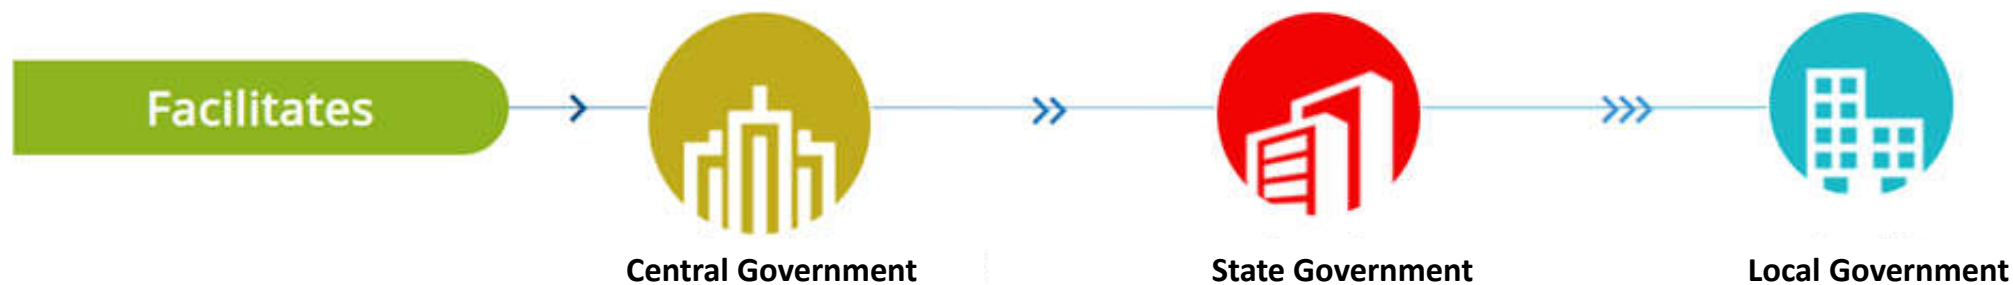 Facilitates
Central Government
State Government
Local Government